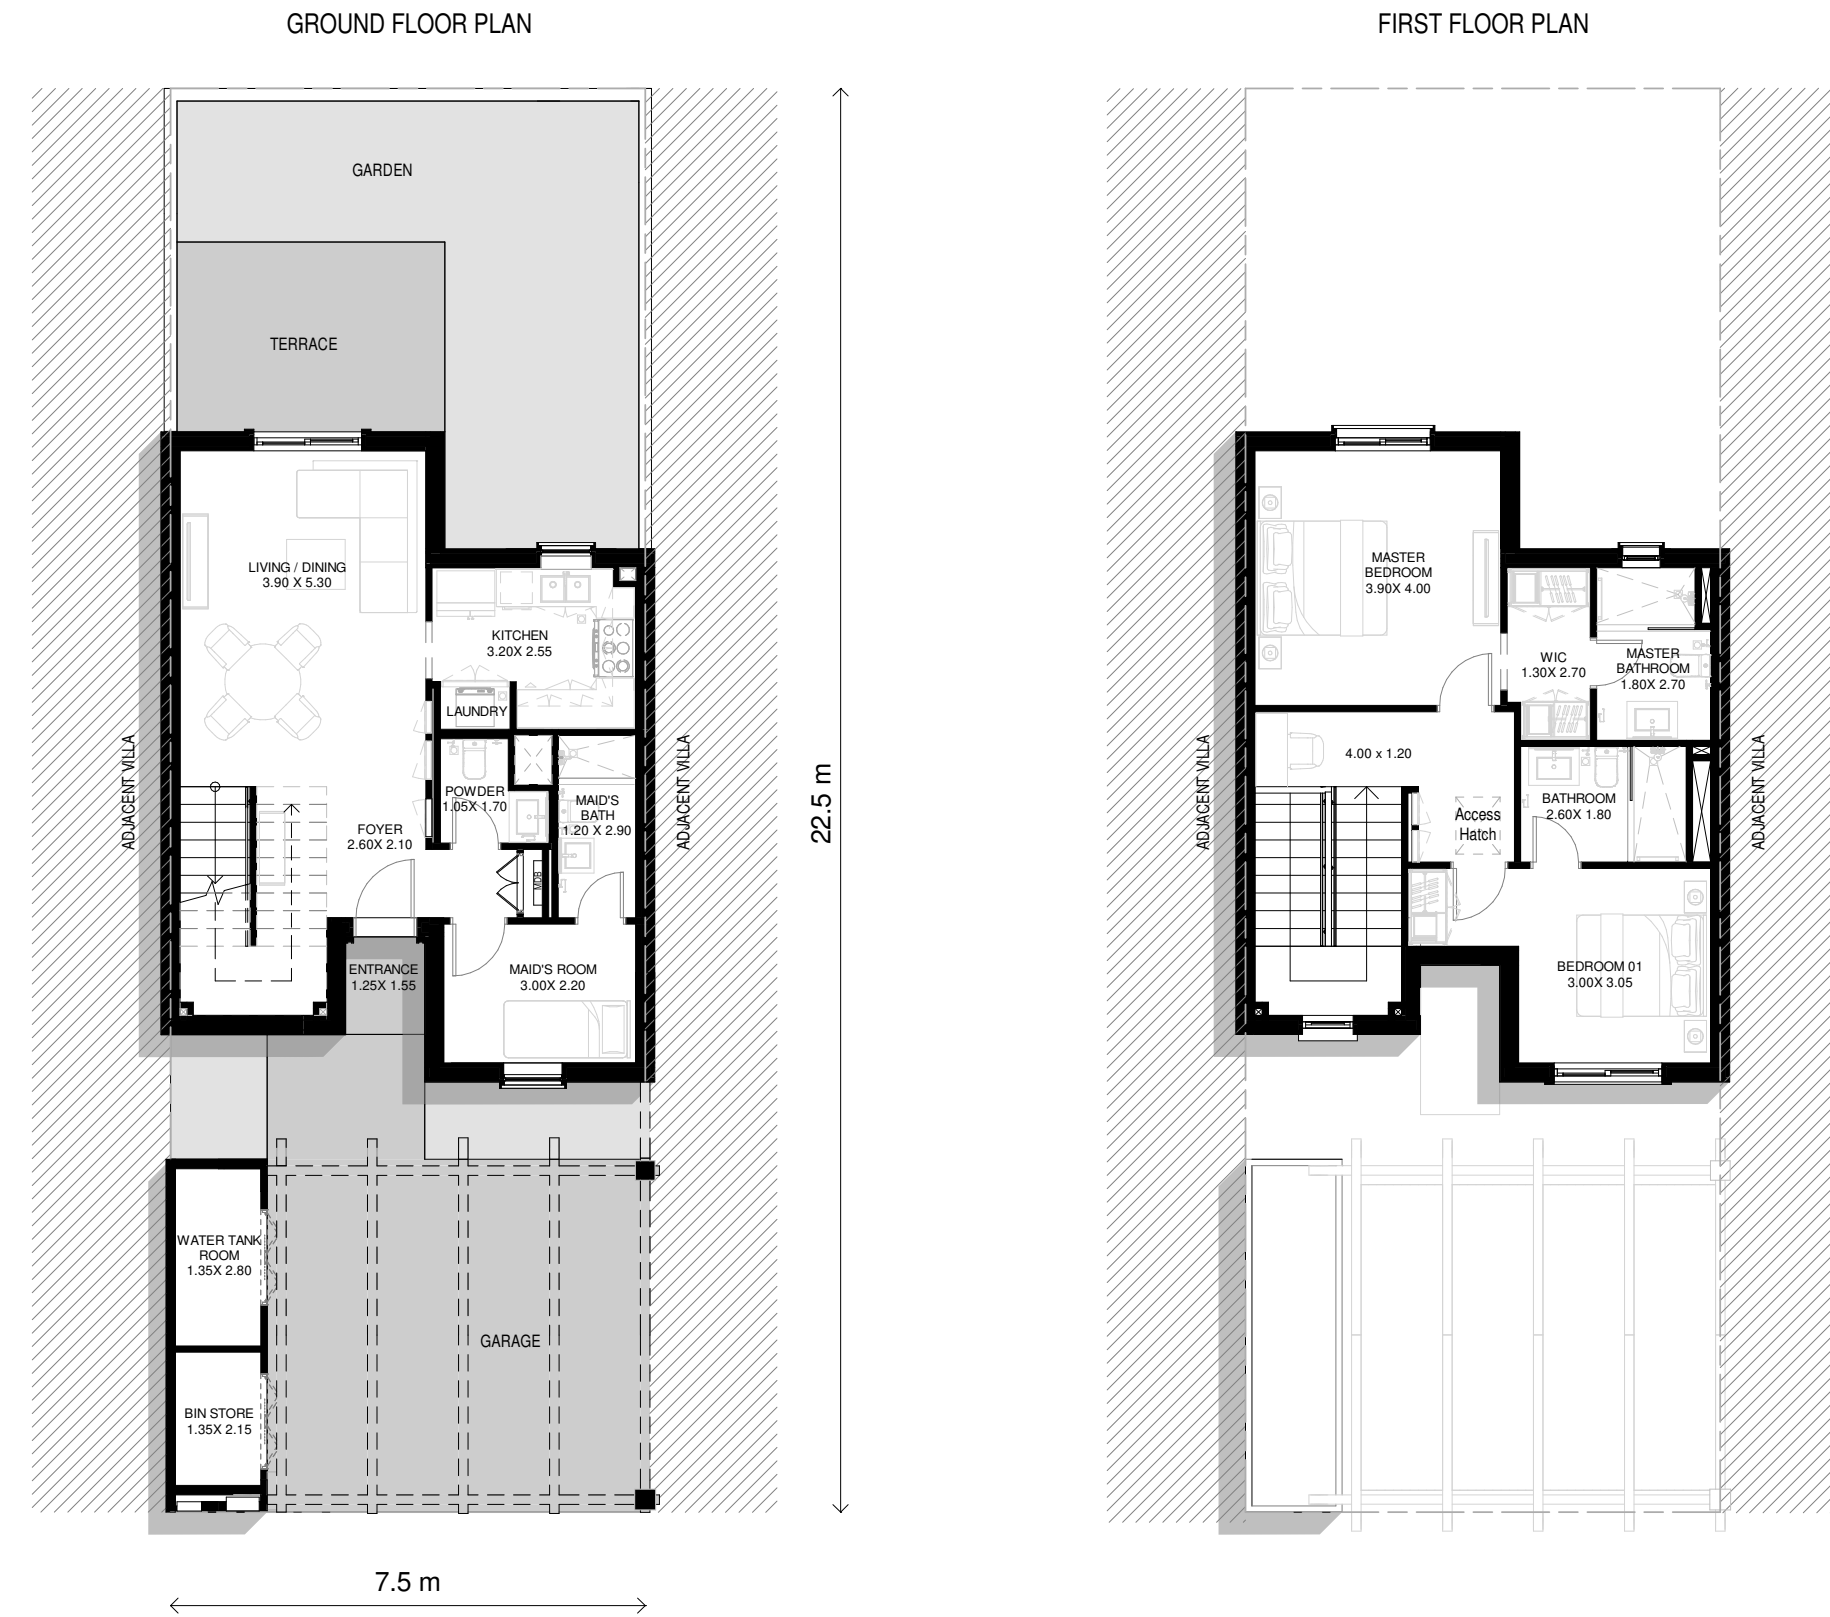 GROUND FLOOR PLAN
GARDEN
TERRACE
LIVING / DINING
3.90 X 5.30
KITCHEN
3.20X 2.55
LAUNDRY
POWDER
1.05X 1.70
MAID'S
BATH
1.20 X 2.90
FOYER
2.60X 2.10
MDB
ENTRANCE
1.25X 1.55
MAID'S ROOM
3.00X 2.20
ADJACENT VILLA
ADJACENT VILLA
WATER TANK
ROOM
1.35X 2.80
GARAGE
BIN STORE
1.35X 2.15
22.5 m
7.5 m
FIRST FLOOR PLAN
MASTER
BEDROOM
3.90X 4.00
WIC
1.30X 2.70
MASTER
BATHROOM
1.80X 2.70
4.00 x 1.20
BATHROOM
2.60X 1.80
Access
Hatch
BEDROOM 01
3.00X 3.05
ADJACENT VILLA
ADJACENT VILLA